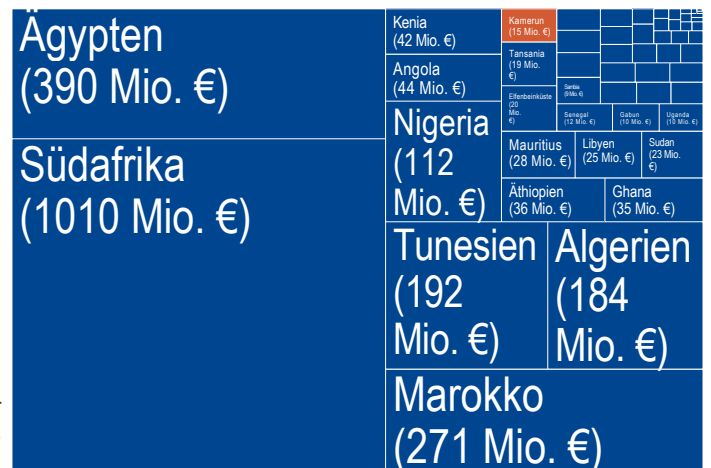 Ägypten
(390 Mio. €)
Südafrika
(1010 Mio. €)
Kenia
(42 Mio. €)
Angola
(44 Mio. €)
Nigeria
(112
Mio. €)
Kamerun
(15 Mio. €)
Tansania
(19 Mio.
€)
Elfenbeinküste
(20
Mio.
€)
Sambia
(9 Mio. €)
Senegal
(12 Mio. €)
Gabun
(10 Mio. €)
Uganda
(10 Mio. €)
Mauritius
(28 Mio. €)
Libyen
(25 Mio. €)
Sudan
(23 Mio.
€)
Äthiopien
(36 Mio. €)
Ghana
(35 Mio. €)
Tunesien
(192
Mio. €)
Algerien
(184
Mio. €)
Marokko
(271 Mio. €)